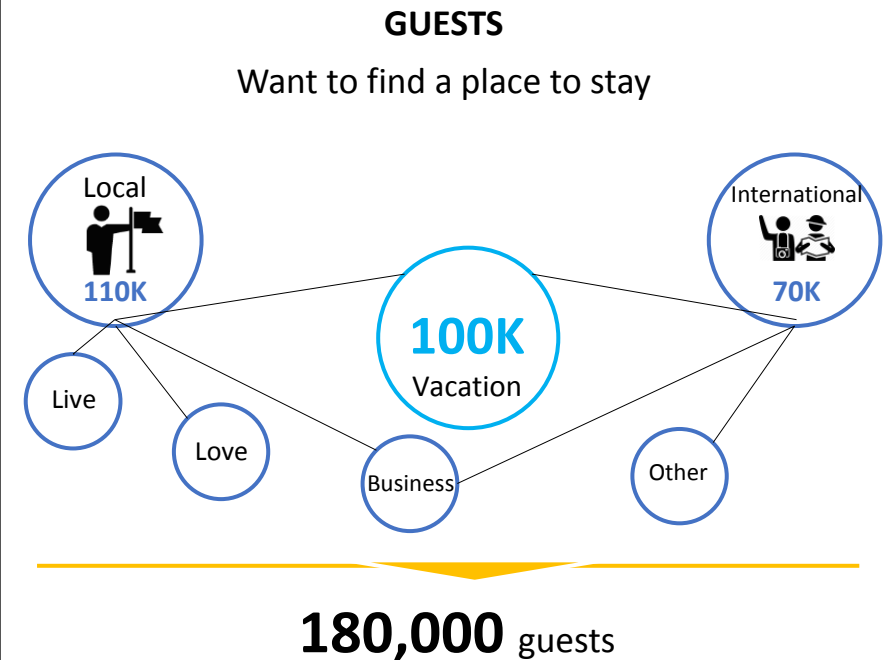 GUESTS
Want to find a place to stay
Local
110K
International
70K
100K
Vacation
Live
Love
Business
Other
180,000 guests